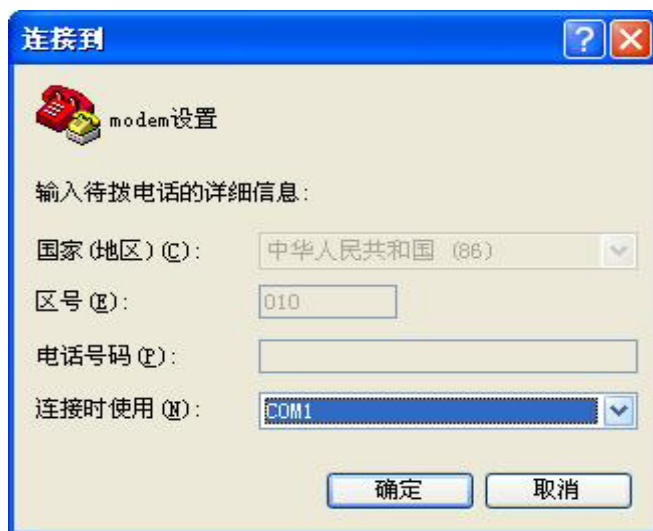 连接到
modem设置
输入待拨电话的详细信息:
国家(地区)(C): 中华人民共和国 (86)
区号(E): 010
电话号码(P):
连接时使用(N): COM1
确定 取消